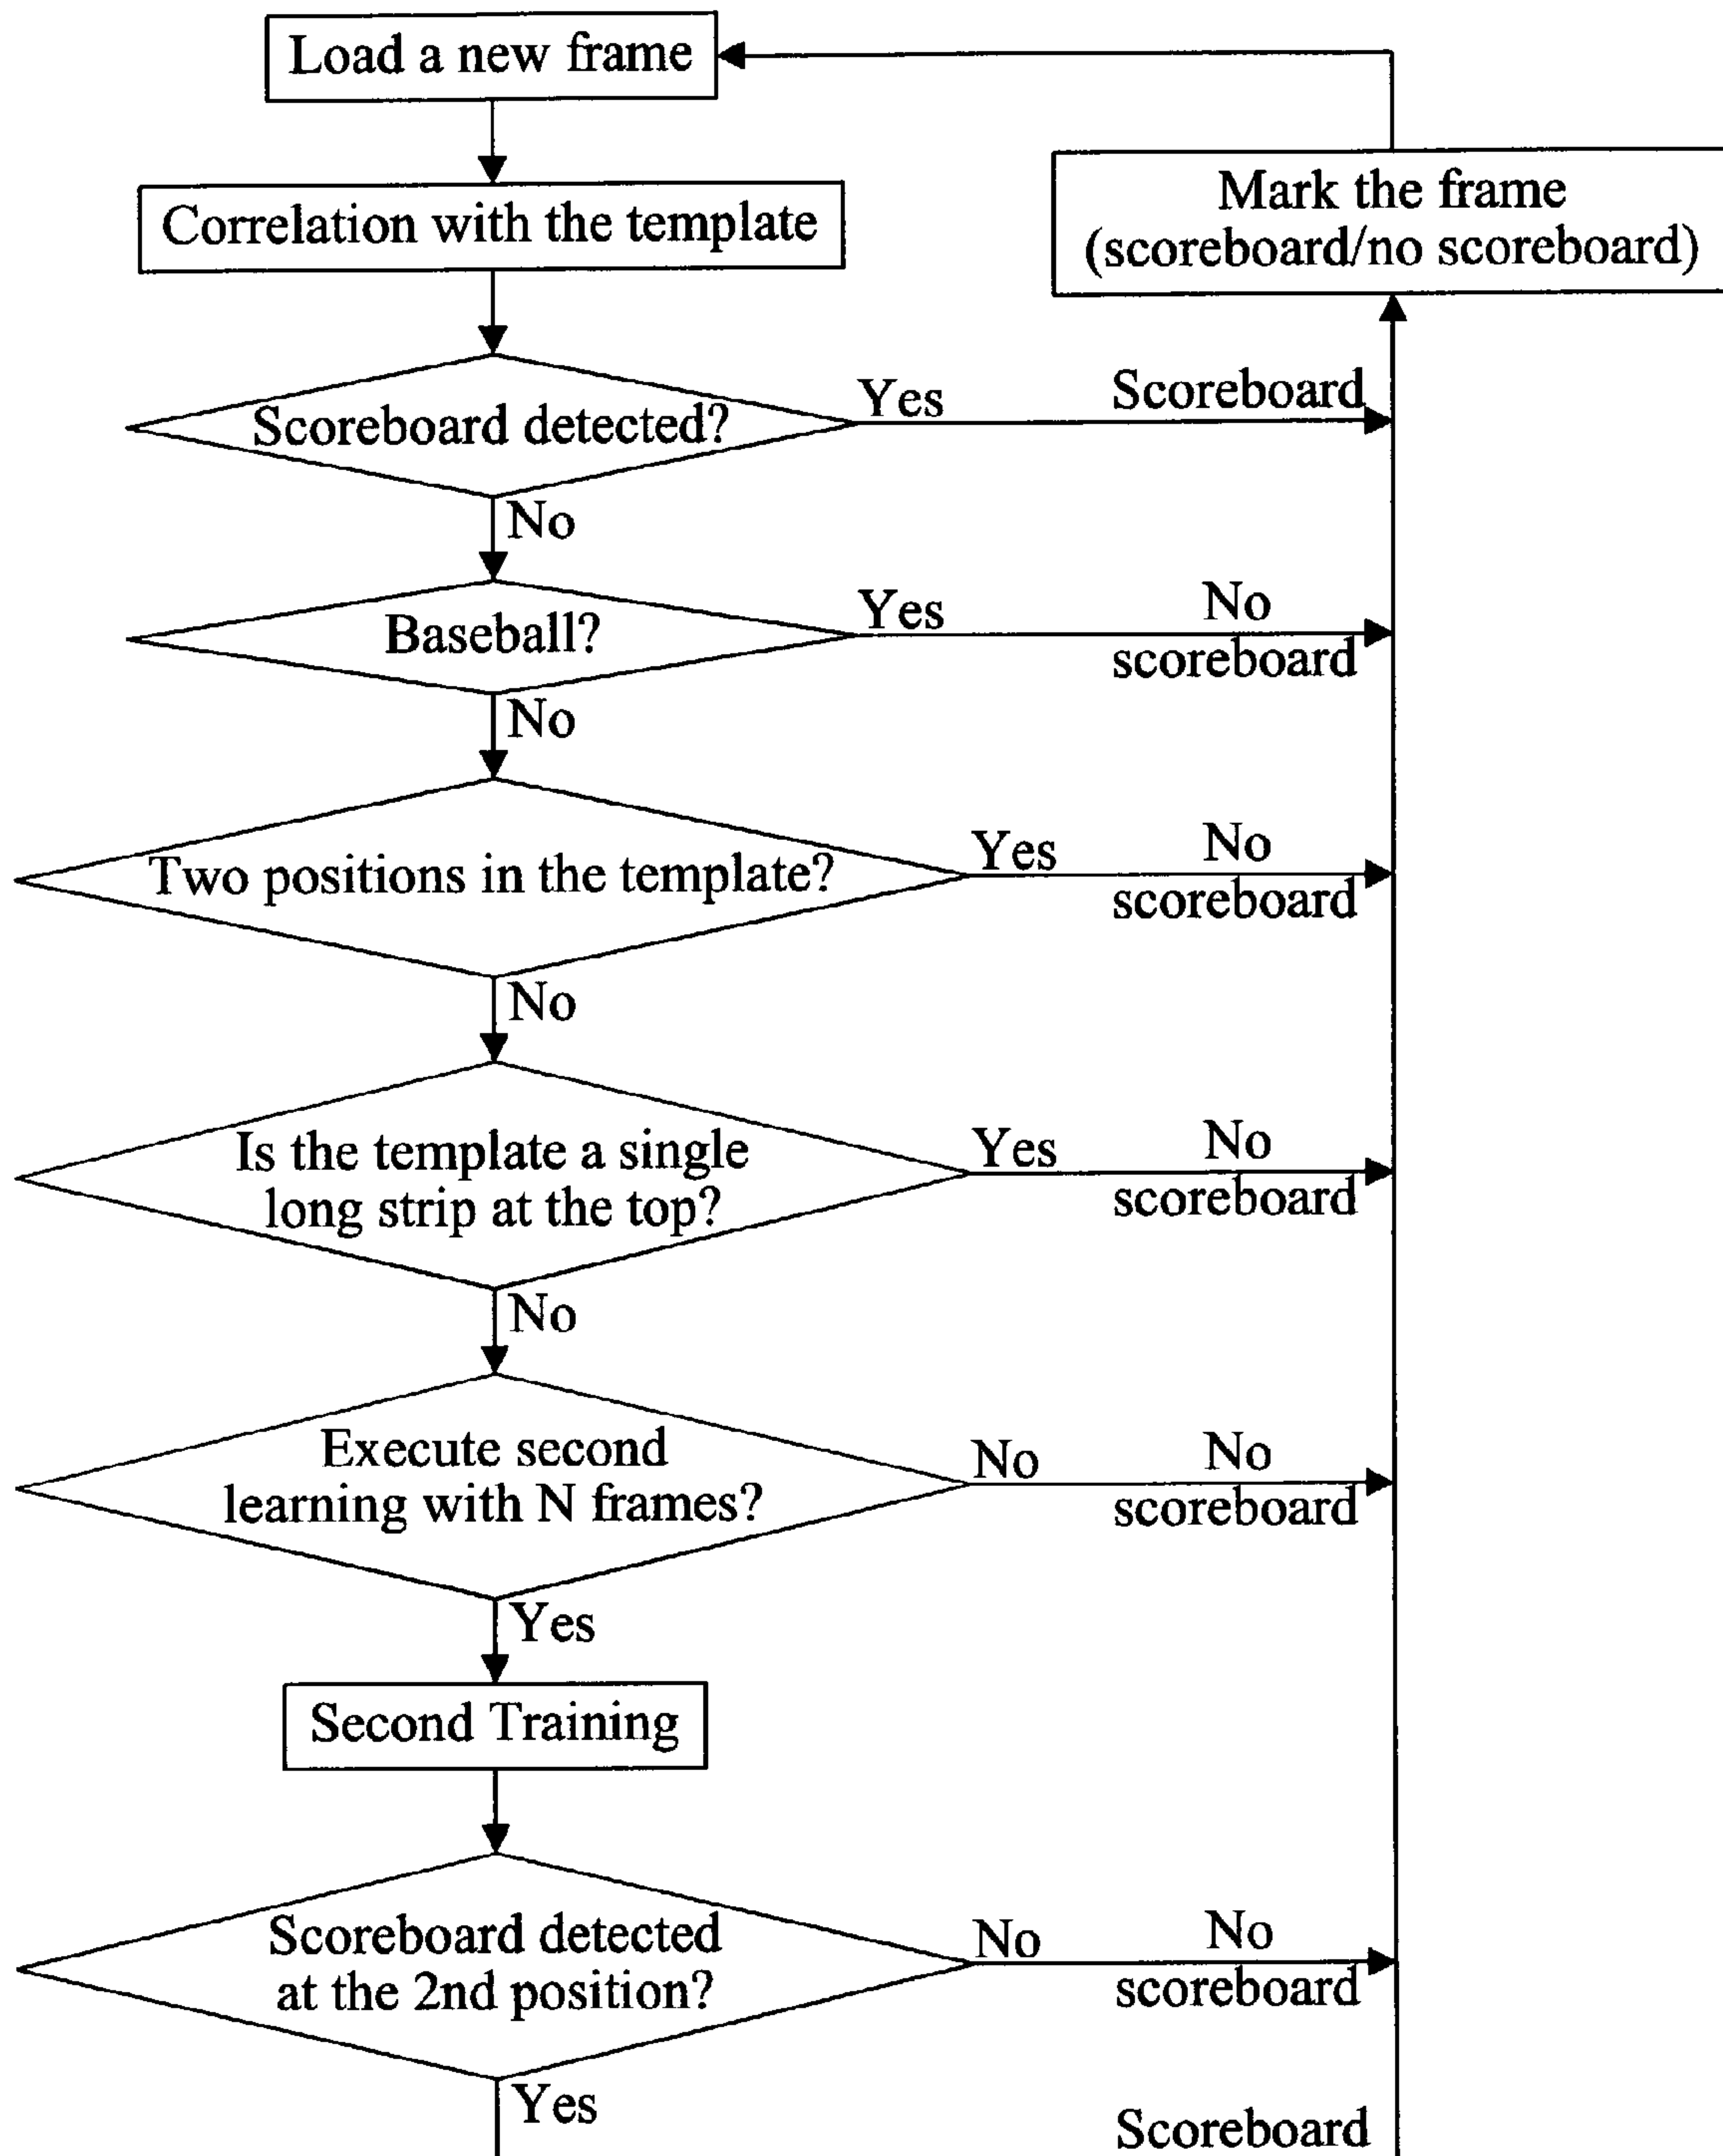 Load a new frame
Correlation with the template
Mark the frame
(scoreboard/no scoreboard)
Scoreboard detected?
Yes
Scoreboard
No
Baseball?
Yes
No
scoreboard
No
Two positions in the template?
Yes
No
scoreboard
No
Is the template a single
long strip at the top?
Yes
No
scoreboard
No
Execute second
learning with N frames?
No
No
scoreboard
Yes
Second Training
Scoreboard detected
at the 2nd position?
No
No
scoreboard
Yes
Scoreboard